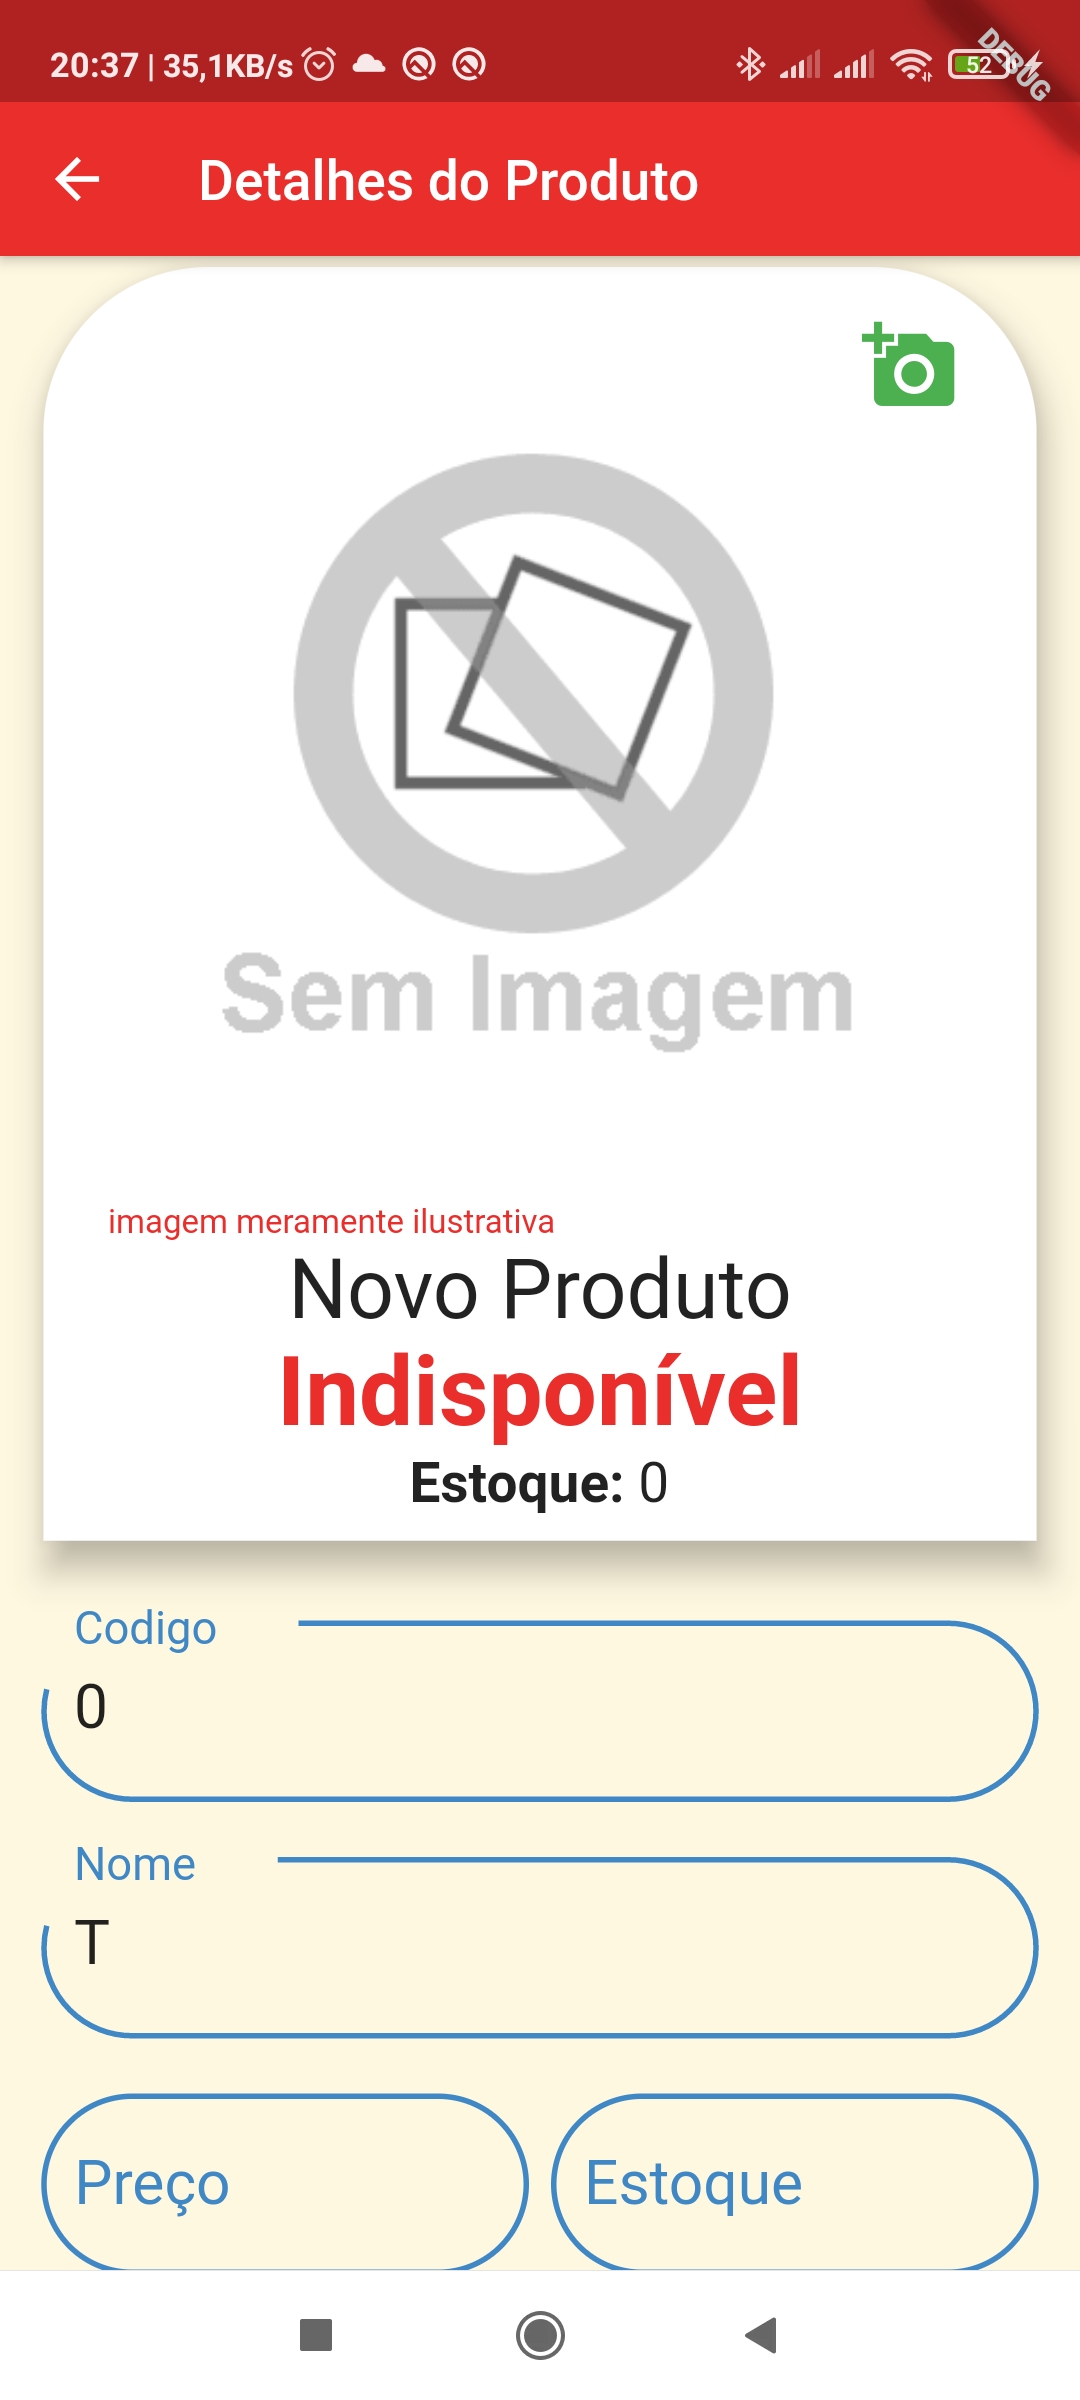 20:37 | 35,1KB/s
52
DEBUG
Detalhes do Produto
Sem Imagem
imagem meramente ilustrativa
Novo Produto
Indisponível
Estoque: 0
Codigo
0
Nome
T
Preço
Estoque